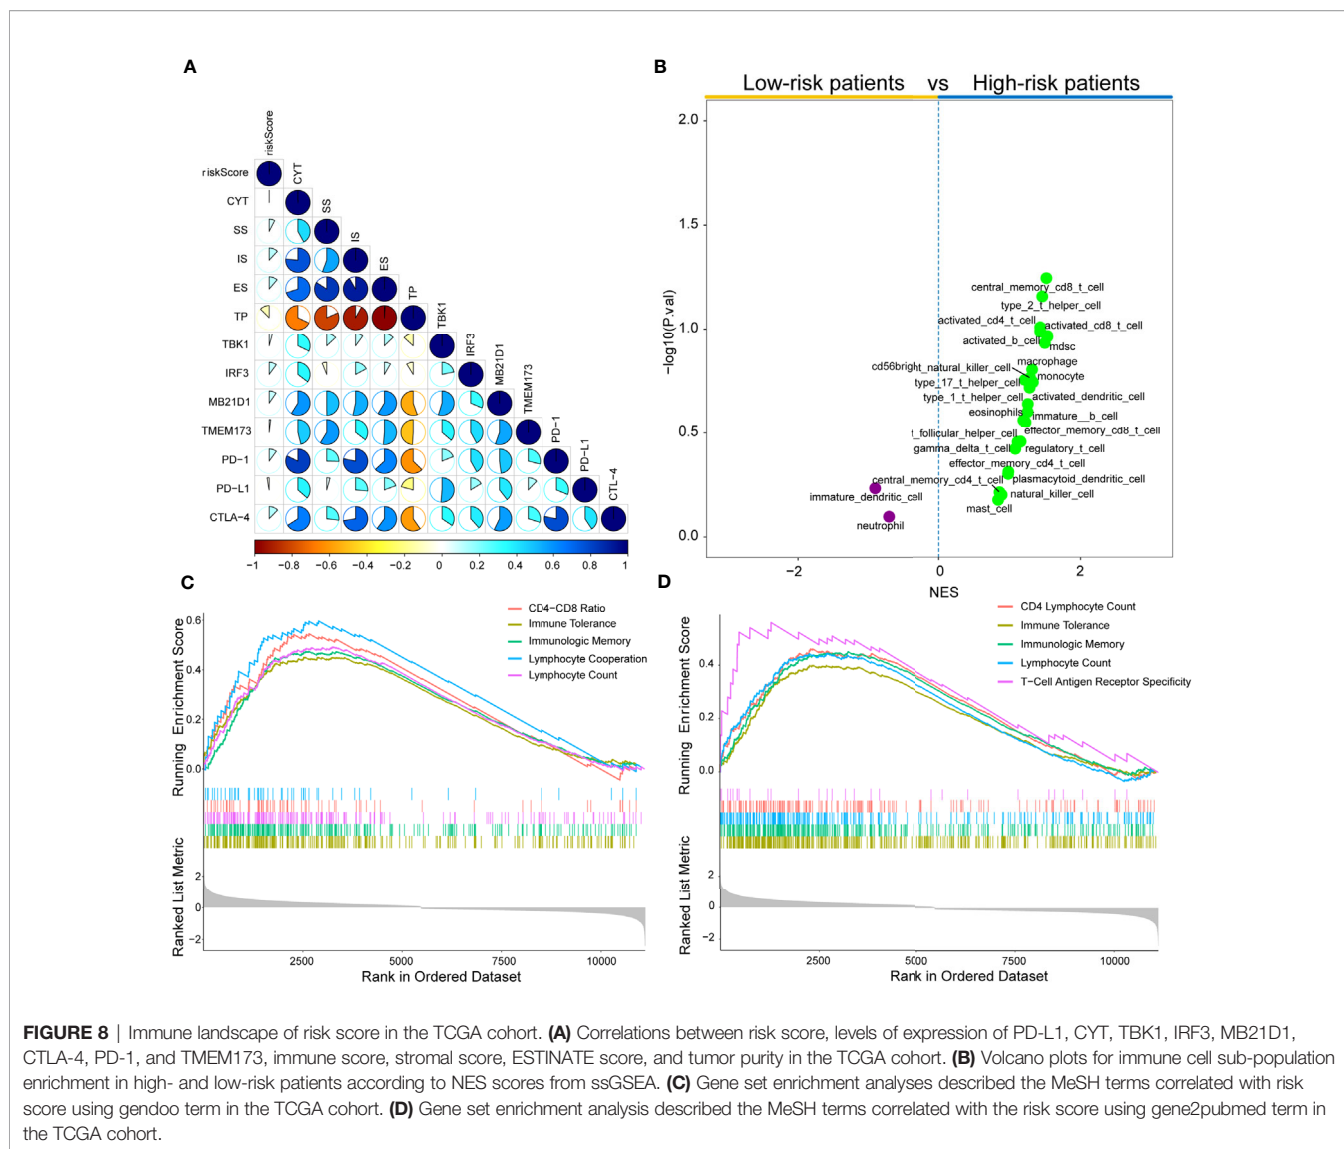 A
riskScore
CYT
SS
IS
ES
TP
TBK1
IRF3
MB21D1
TMEM173
PD-1
PD-L1
CTL-4
riskScore
CYT
SS
IS
ES
TP
TBK1
IRF3
MB21D1
TMEM173
PD-1
PD-L1
CTLA-4
-1 -0.8 -0.6 -0.4 -0.2 0 0.2 0.4 0.6 0.8 1
B
Low-risk patients vs High-risk patients
-log10(P.val)
2.0
1.5
1.0
0.5
0.0
central_memory_cd8_t_cell
type_2_t_helper_cell
activated_cd4_t_cell activated_cd8_t_cell
activated_b_cell mdsc
macrophage
cd56bright_natural_killer_cell
monocyte
type_17_t_helper_cell
type_1_t_helper_cell activated_dendritic_cell
eosinophils immature__b_cell
t_follicular_helper_cell effector_memory_cd8_t_cell
gamma_delta_t_cell regulatory_t_cell
effector_memory_cd4_t_cell
central_memory_cd4_t_cell plasmacytoid_dendritic_cell
immature_dendritic_cell natural_killer_cell
mast_cell
neutrophil
-2 0 2
NES
C
Running Enrichment Score
0.6
0.4
0.2
0.0
CD4-CD8 Ratio
Immune Tolerance
Immunologic Memory
Lymphocyte Cooperation
Lymphocyte Count
Ranked List Metric
2
0
-2
2500 5000 7500 10000
Rank in Ordered Dataset
D
Running Enrichment Score
0.4
0.2
0.0
CD4 Lymphocyte Count
Immune Tolerance
Immunologic Memory
Lymphocyte Count
T-Cell Antigen Receptor Specificity
Ranked List Metric
2
0
-2
2500 5000 7500 10000
Rank in Ordered Dataset
FIGURE 8 | Immune landscape of risk score in the TCGA cohort. (A) Correlations between risk score, levels of expression of PD-L1, CYT, TBK1, IRF3, MB21D1,
CTLA-4, PD-1, and TMEM173, immune score, stromal score, ESTINATE score, and tumor purity in the TCGA cohort. (B) Volcano plots for immune cell sub-population
enrichment in high- and low-risk patients according to NES scores from ssGSEA. (C) Gene set enrichment analyses described the MeSH terms correlated with risk
score using gendoo term in the TCGA cohort. (D) Gene set enrichment analysis described the MeSH terms correlated with the risk score using gene2pubmed term in
the TCGA cohort.